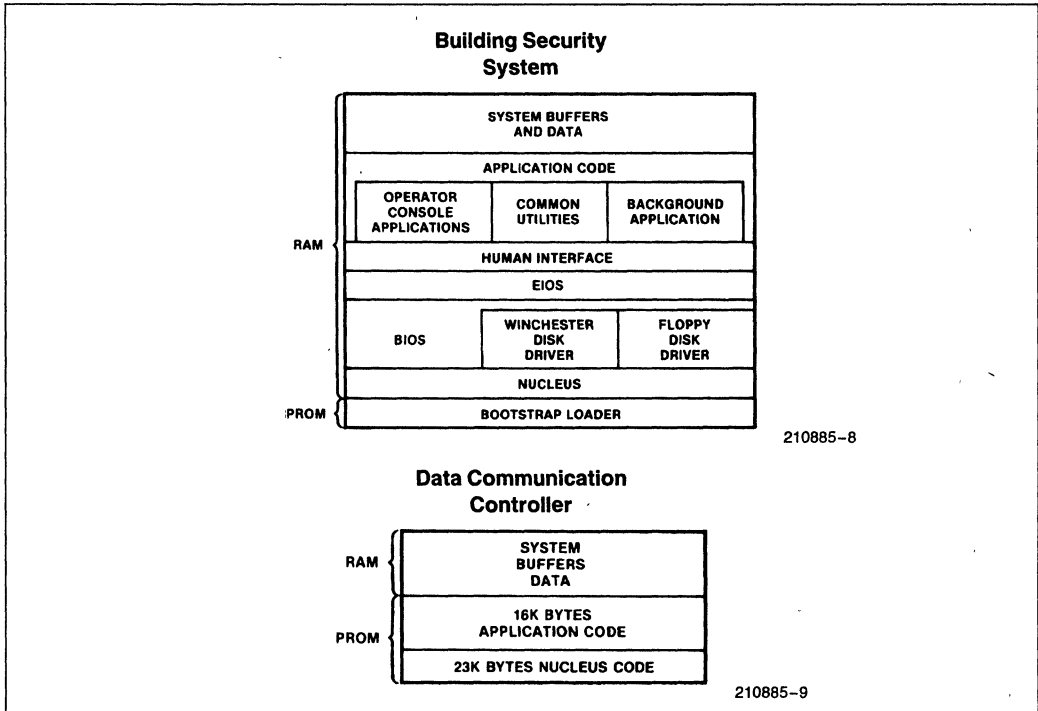 Building Security
System
SYSTEM BUFFERS
AND DATA
APPLICATION CODE
OPERATOR
CONSOLE
APPLICATIONS
COMMON
UTILITIES
BACKGROUND
APPLICATION
RAM
HUMAN INTERFACE
EIOS
BIOS
WINCHESTER
DISK
DRIVER
FLOPPY
DISK
DRIVER
NUCLEUS
PROM
BOOTSTRAP LOADER
210885-8
Data Communication
Controller
RAM
SYSTEM
BUFFERS
DATA
PROM
16K BYTES
APPLICATION CODE
23K BYTES NUCLEUS CODE
210885-9